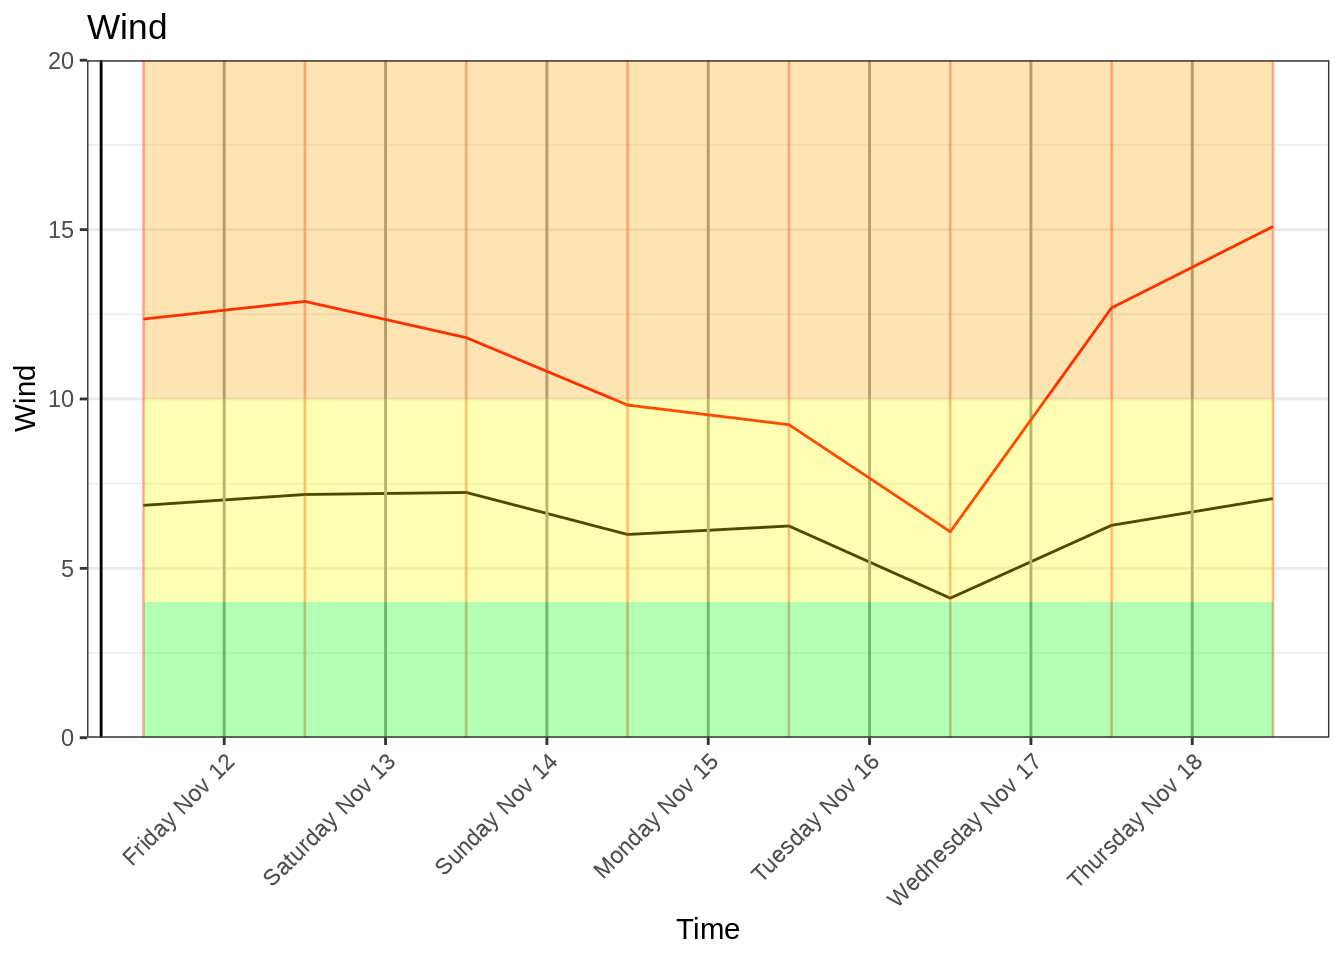 Wind
20
15
10
5
0
Wind
Friday Nov 12
Saturday Nov 13
Sunday Nov 14
Monday Nov 15
Tuesday Nov 16
Wednesday Nov 17
Thursday Nov 18
Time